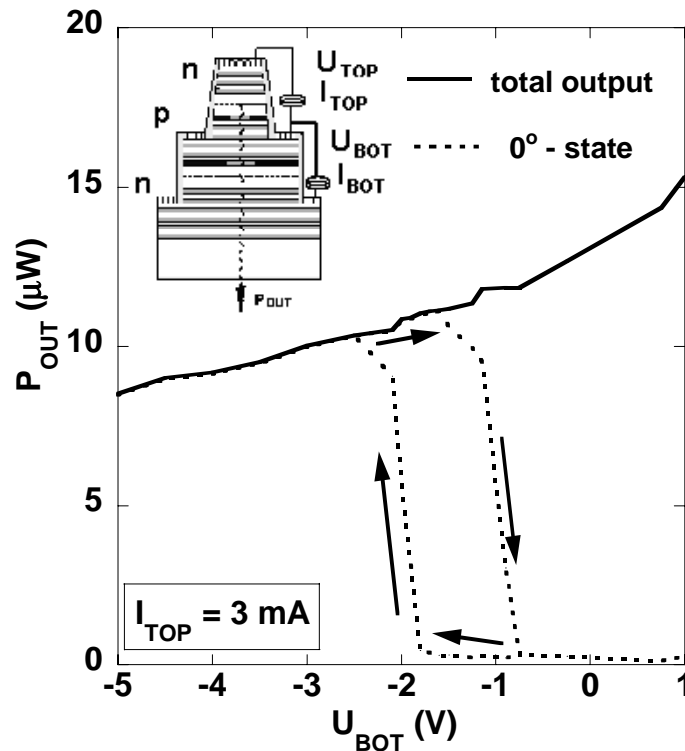 20
15
10
5
0
P_OUT (μW)
n
p
n
U_TOP
I_TOP
U_BOT
I_BOT
P_OUT
total output
0º - state
I_TOP = 3 mA
-5 -4 -3 -2 -1 0 1
U_BOT (V)